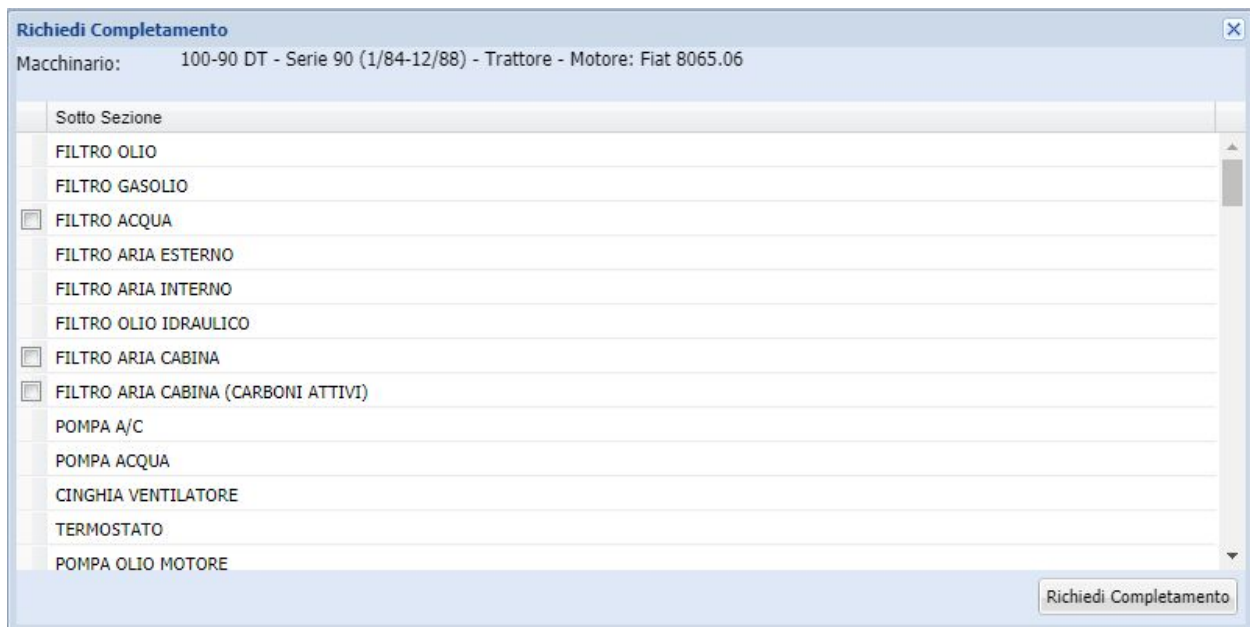 Richiedi Completamento
Macchinario: 100-90 DT - Serie 90 (1/84-12/88) - Trattore - Motore: Fiat 8065.06
Sotto Sezione
FILTRO OLIO
FILTRO GASOLIO
FILTRO ACQUA
FILTRO ARIA ESTERNO
FILTRO ARIA INTERNO
FILTRO OLIO IDRAULICO
FILTRO ARIA CABINA
FILTRO ARIA CABINA (CARBONI ATTIVI)
POMPA A/C
POMPA ACQUA
CINGHIA VENTILATORE
TERMOSTATO
POMPA OLIO MOTORE
Richiedi Completamento